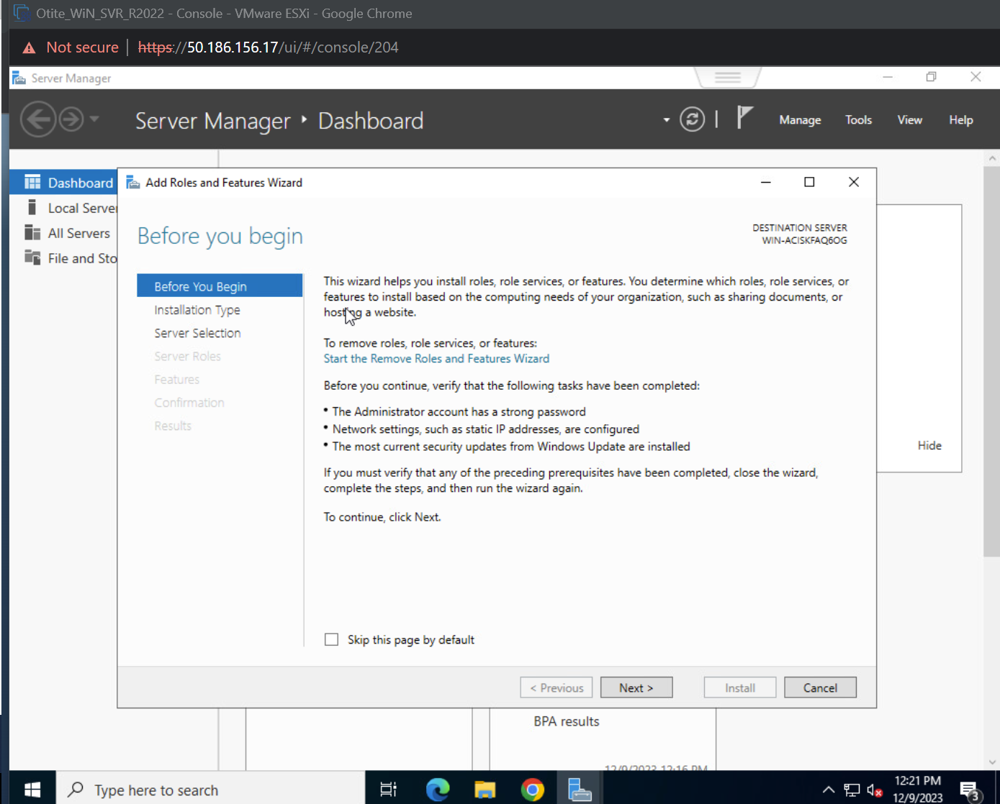 Otite_WiN_SVR_R2022 - Console - VMware ESXi - Google Chrome
Not secure | https://50.186.156.17/ui/#/console/204
Server Manager
Server Manager ‣ Dashboard
Manage Tools View Help
Dashboard
Local Server
All Servers
File and Sto
Add Roles and Features Wizard
Before you begin
DESTINATION SERVER
WIN-ACISKFAQ6OG
Before You Begin
Installation Type
Server Selection
Server Roles
Features
Confirmation
Results
This wizard helps you install roles, role services, or features. You determine which roles, role services, or
features to install based on the computing needs of your organization, such as sharing documents, or
hosting a website.
To remove roles, role services, or features:
Start the Remove Roles and Features Wizard
Before you continue, verify that the following tasks have been completed:
• The Administrator account has a strong password
• Network settings, such as static IP addresses, are configured
• The most current security updates from Windows Update are installed
If you must verify that any of the preceding prerequisites have been completed, close the wizard,
complete the steps, and then run the wizard again.
To continue, click Next.
Skip this page by default
< Previous
Next >
Install
Cancel
Hide
BPA results
12/9/2023 12:16 PM
Type here to search
12:21 PM
12/9/2023
3